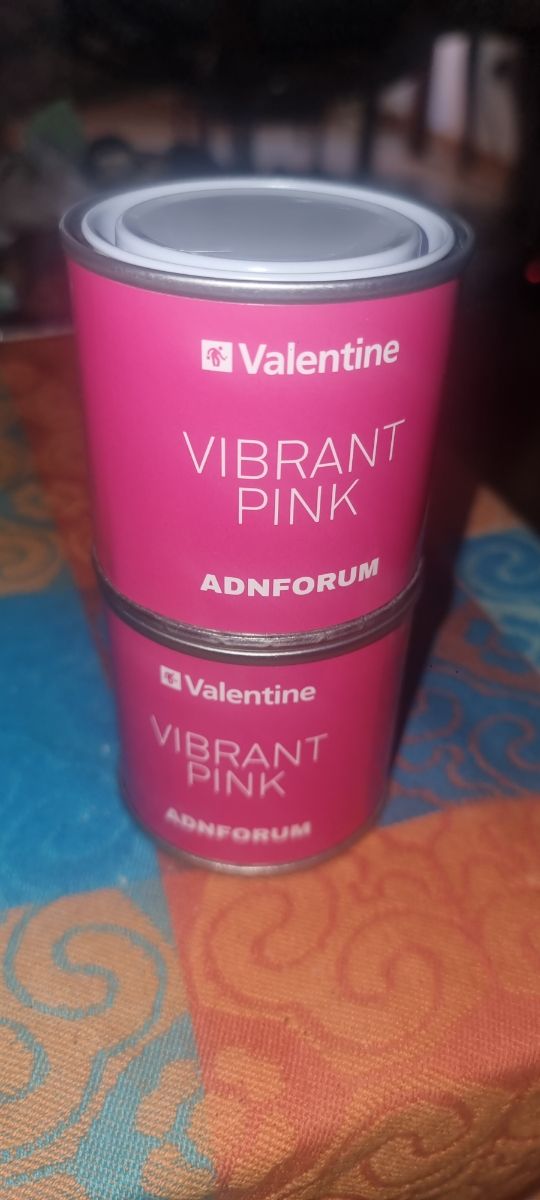 Valentine
VIBRANT
PINK
ADNFORUM
Valentine
VIBRANT
PINK
ADNFORUM